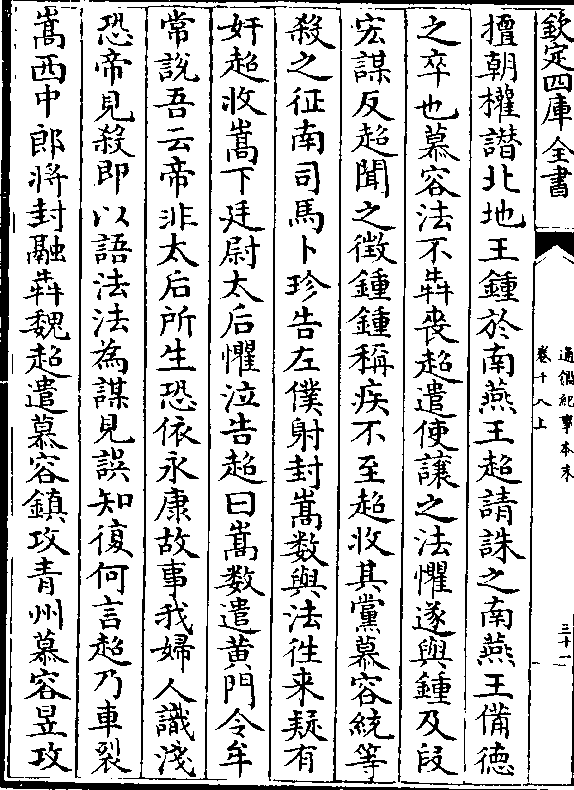 欽定四庫全書
通鑑紀事本末
卷十八上
三十一
擅朝權譛北地王鍾於南燕王超請誅之南燕王備德
之卒也慕容法不犇喪超遣使讓之法懼遂與鍾及段
宏謀反超聞之徴鍾鍾稱疾不至超收其黨慕容統等
殺之征南司馬卜珍告左僕射封嵩數與法徃来疑有
奸超收嵩下廷尉太后懼泣告超曰嵩數遣黄門令牟
常說吾云帝非太后所生恐依永康故事我婦人識淺
恐帝見殺即以語法法為謀見誤知復何言超乃車裂
嵩西中郎將封融犇魏超遣慕容鎮攻青州慕容昱攻